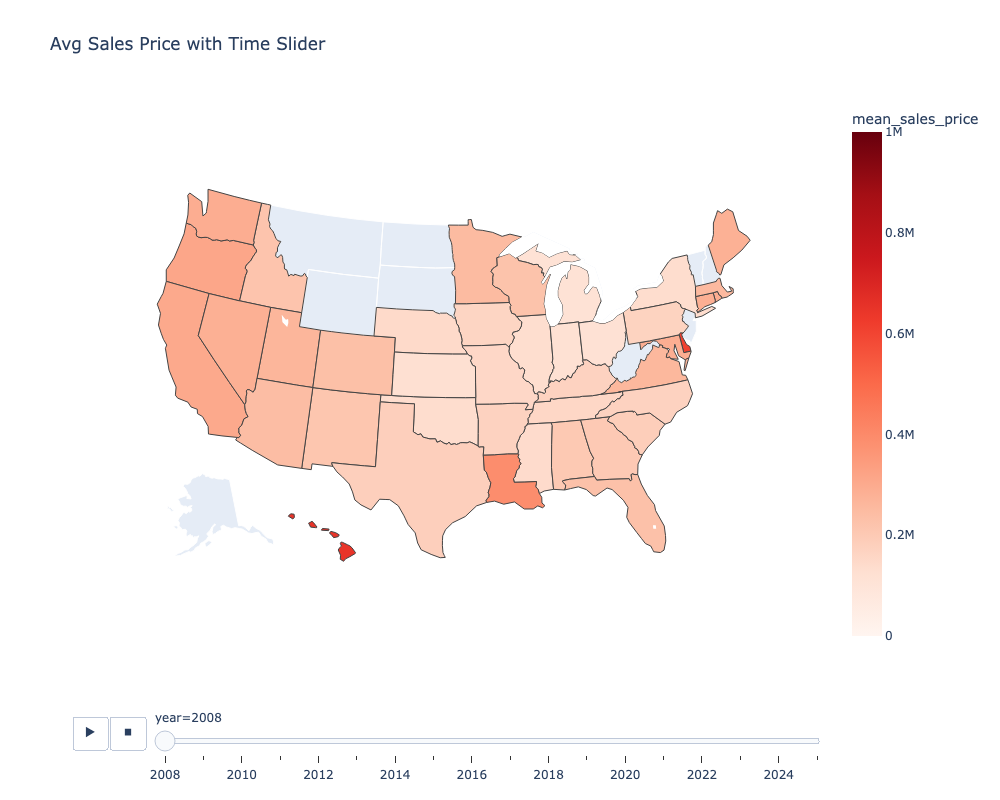 Avg Sales Price with Time Slider
mean_sales_price
1M
0.8M
0.6M
0.4M
0.2M
0
year=2008
2008 2010 2012 2014 2016 2018 2020 2022 2024